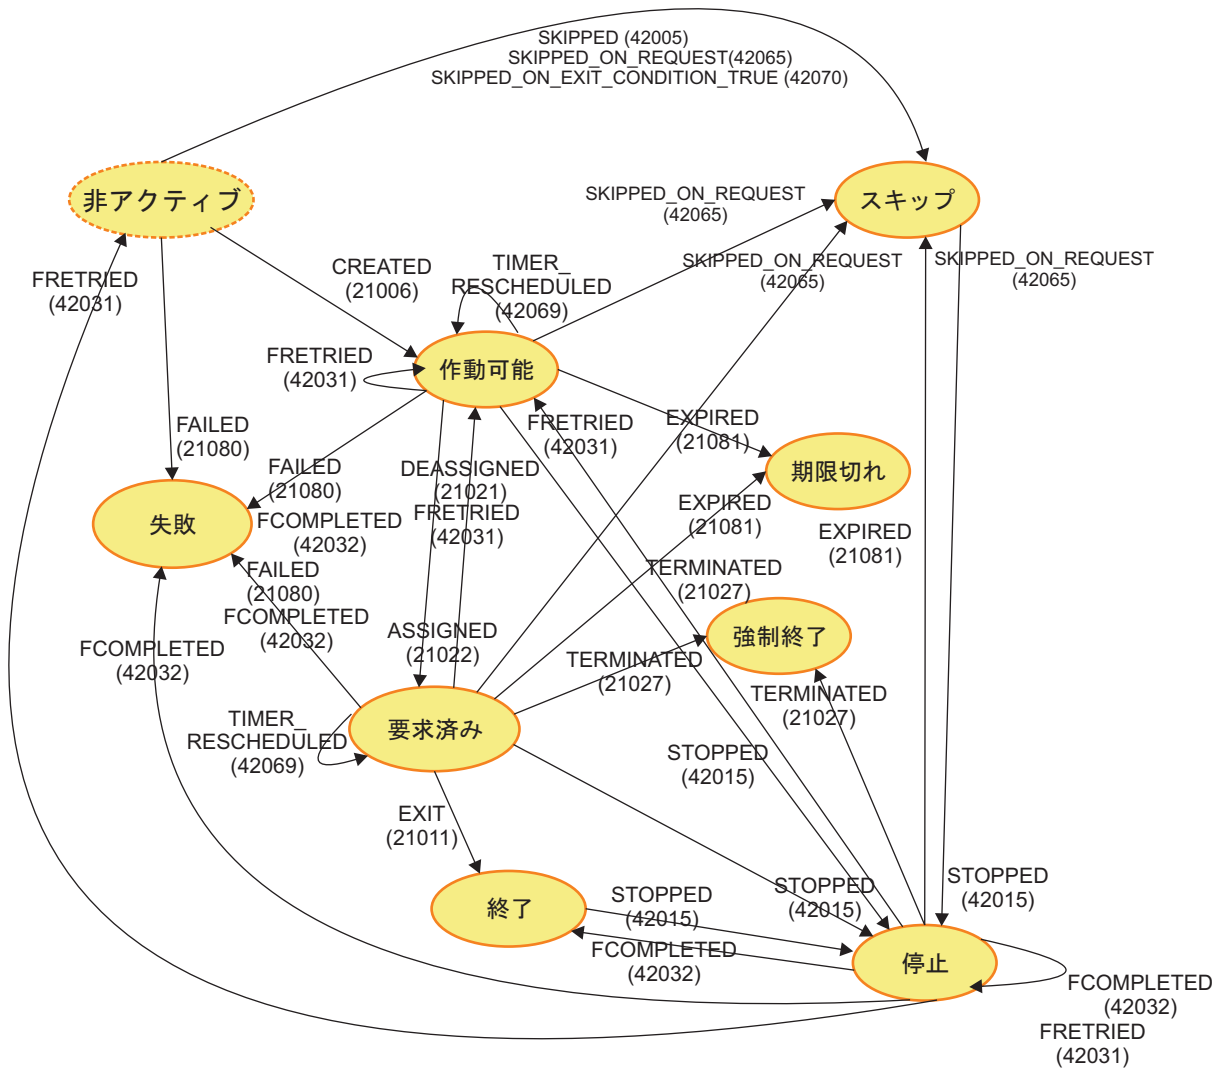 SKIPPED (42005)
SKIPPED_ON_REQUEST(42065)
SKIPPED_ON_EXIT_CONDITION_TRUE (42070)
非アクティブ
スキップ
SKIPPED_ON_REQUEST
(42065)
FRETRIED
(42031)
CREATED
(21006)
TIMER_
RESCHEDULED
(42069)
SKIPPED_ON_REQUEST
(42065)
SKIPPED_ON_REQUEST
(42065)
FRETRIED
(42031)
作動可能
FAILED
(21080)
FRETRIED
(42031)
EXPIRED
(21081)
FAILED
(21080)
DEASSIGNED
(21021)
期限切れ
失敗
FCOMPLETED
(42032)
FRETRIED
(42031)
EXPIRED
(21081)
EXPIRED
(21081)
FAILED
(21080)
TERMINATED
(21027)
FCOMPLETED
(42032)
ASSIGNED
(21022)
強制終了
FCOMPLETED
(42032)
TERMINATED
(21027)
TERMINATED
(21027)
TIMER_
RESCHEDULED
(42069)
要求済み
STOPPED
(42015)
EXIT
(21011)
STOPPED
(42015)
STOPPED
(42015)
STOPPED
(42015)
終了
FCOMPLETED
(42032)
停止
FCOMPLETED
(42032)
FRETRIED
(42031)